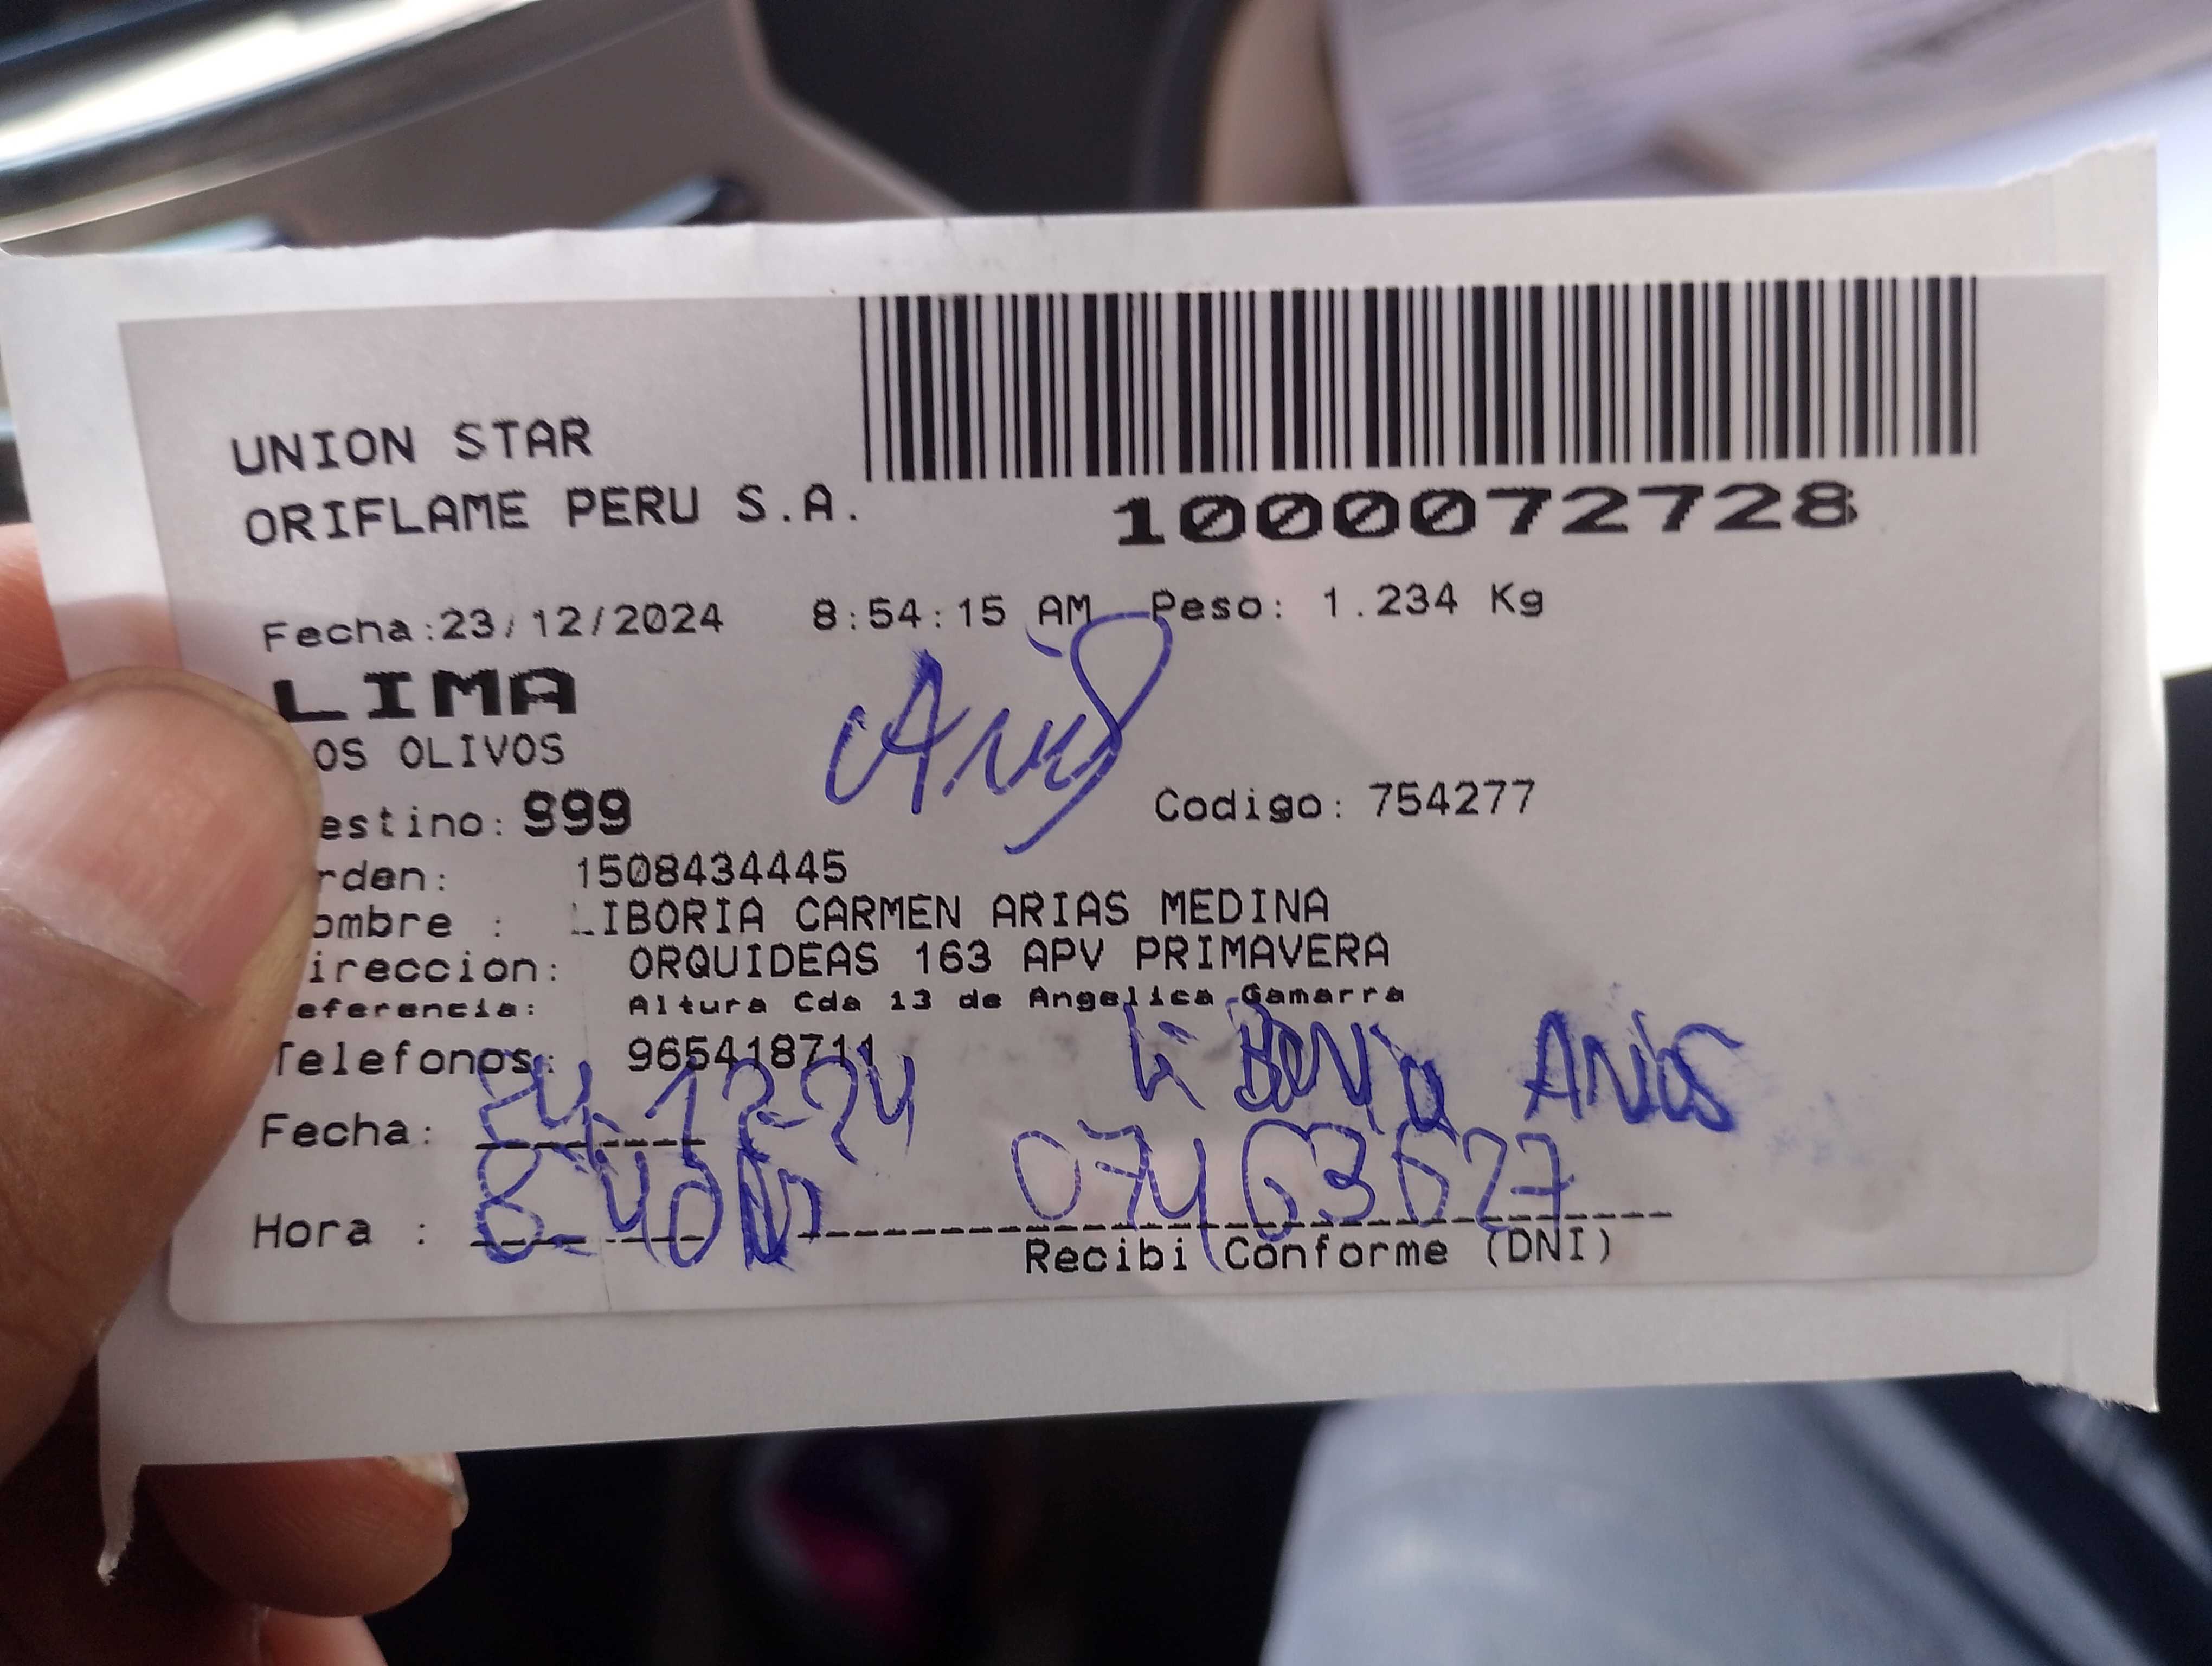 UNION STAR
ORIFLAME PERU S.A.
1000072728
Fecha:23/12/2024 8:54:15 AM Peso: 1.234 Kg
LIMA
OS OLIVOS
estino: 999 Codigo: 754277
rden: 1508434445
ombre : LIBORIA CARMEN ARIAS MEDINA
ireccion: ORQUIDEAS 163 APV PRIMAVERA
eferencia: Altura Cda 13 de Angelica Gamarra
Telefonos: 965418711
LiBoria Arias
Fecha: 24-12-24
07463627
Hora :
Recibi Conforme (DNI)